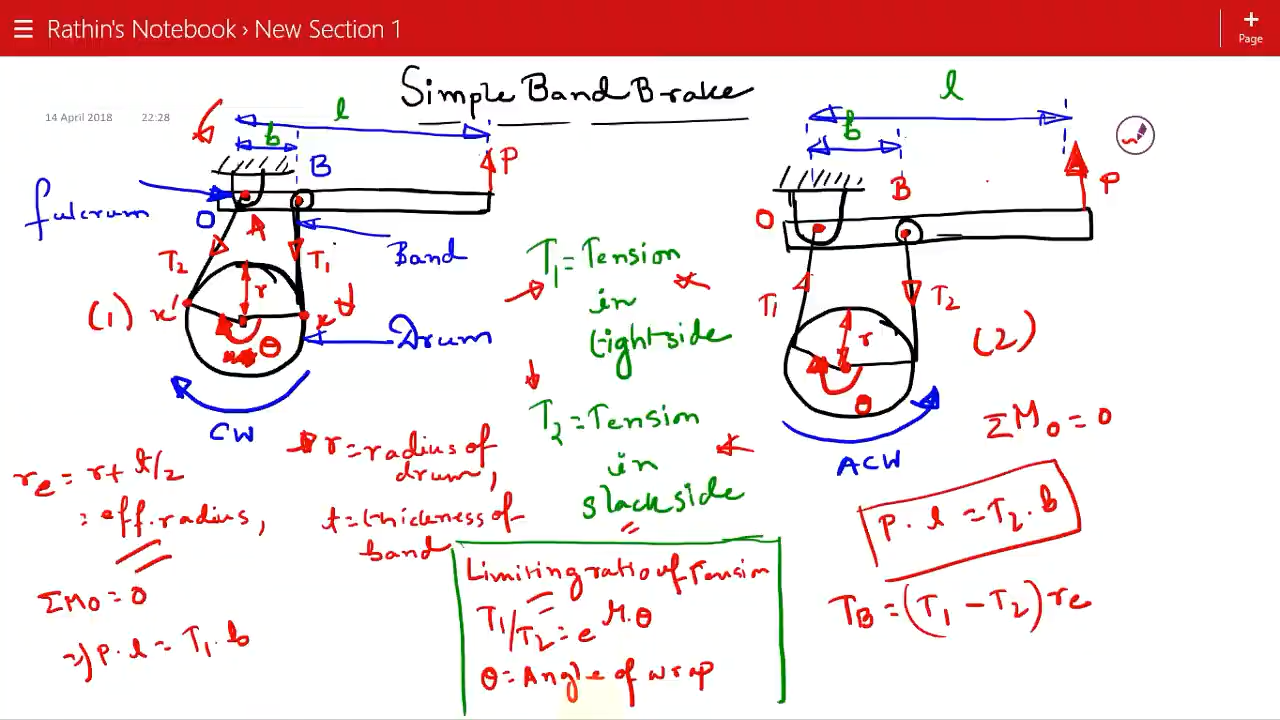 Rathin's Notebook › New Section 1
Page
14 April 2018 22:28
Simple Band Brake
l
b
B
P
fulcrum
O
T2
T1
Band
r
(1)
x'
x
θ
Drum
CW
T1 = Tension
in
tightside
T2 = Tension
in
slack side
l
b
B
P
O
T1
T2
r
(2)
θ
ACW
re = r + t/2
= eff. radius,
r = radius of
drum,
t = thickness of
band
ΣMo = 0
⇒ P. l = T1. b
Limiting ratio of Tension
T1/T2 = e^μ.θ
θ = Angle of wrap
ΣMo = 0
P. l = T2. b
TB = (T1 - T2) re